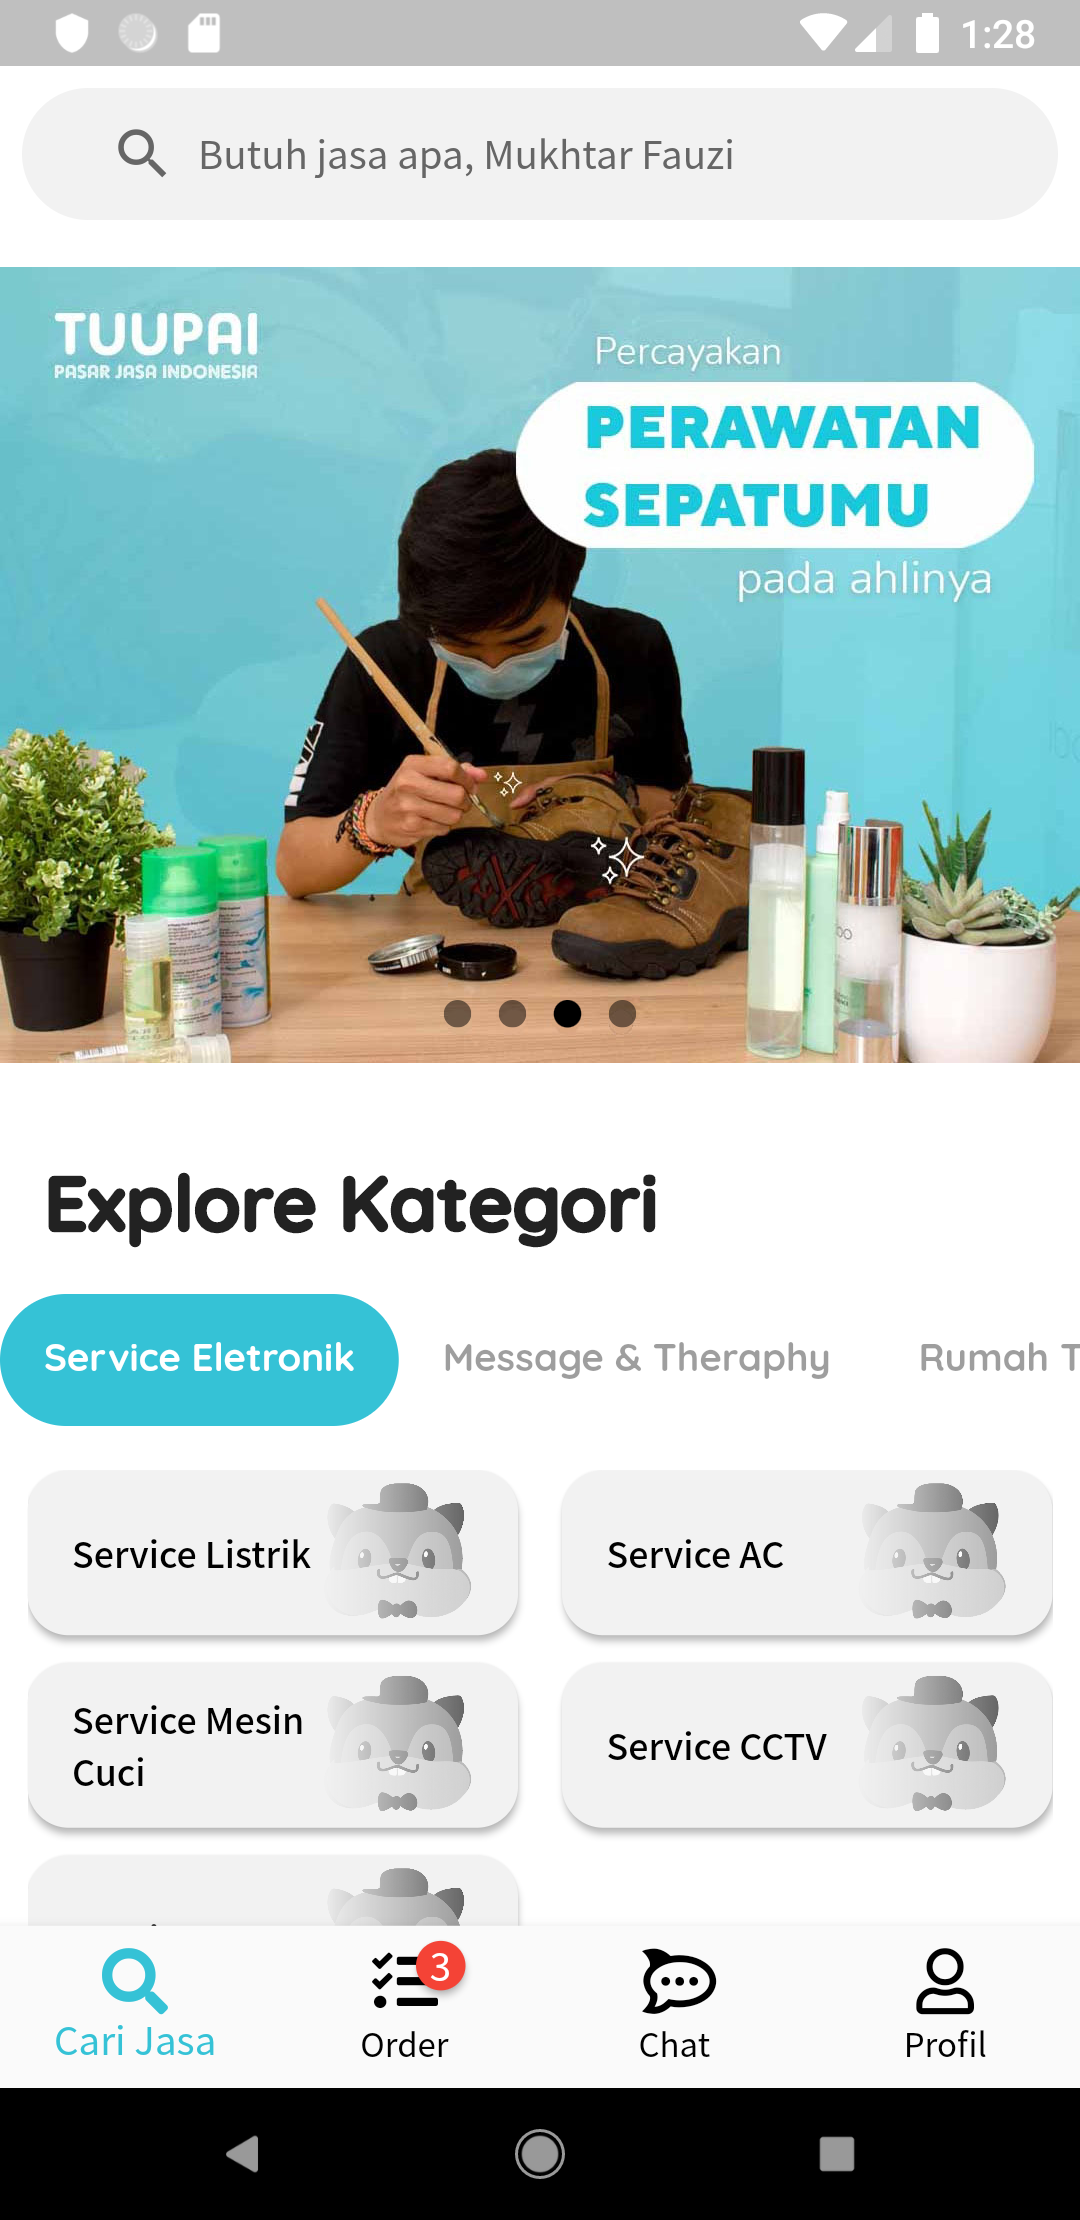 1:28
Butuh jasa apa, Mukhtar Fauzi
TUUPAI
PASAR JASA INDONESIA
Percayakan
PERAWATAN
SEPATUMU
pada ahlinya
Explore Kategori
Service Eletronik
Message & Theraphy
Rumah T
Service Listrik
Service AC
Service Mesin
Cuci
Service CCTV
3
Cari Jasa
Order
Chat
Profil